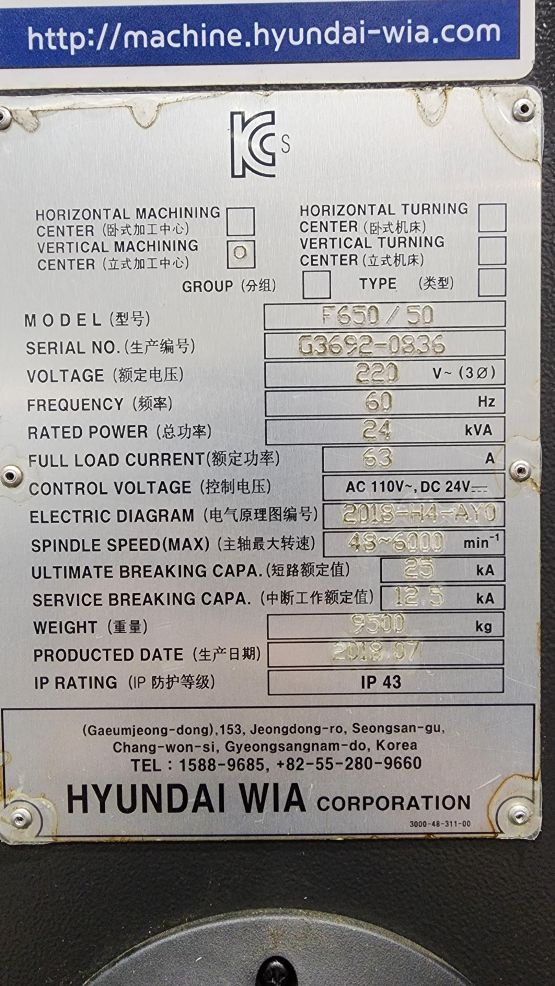 http://machine.hyundai-wia.com
KCs
HORIZONTAL MACHINING CENTER (卧式加工中心)
HORIZONTAL TURNING CENTER (卧式机床)
VERTICAL MACHINING CENTER (立式加工中心) O
VERTICAL TURNING CENTER (立式机床)
GROUP (分组) TYPE (类型)
MODEL (型号) F650/50
SERIAL NO. (生产编号) G3692-0836
VOLTAGE (额定电压) 220 V~ (3Ø)
FREQUENCY (频率) 60 Hz
RATED POWER (总功率) 24 kVA
FULL LOAD CURRENT(额定功率) 63 A
CONTROL VOLTAGE (控制电压) AC 110V~, DC 24V⎓
ELECTRIC DIAGRAM (电气原理图编号) 2018-H4-AY0
SPINDLE SPEED(MAX) (主轴最大转速) 48~6000 min⁻¹
ULTIMATE BREAKING CAPA. (短路额定值) 25 kA
SERVICE BREAKING CAPA. (中断工作额定值) 12.5 kA
WEIGHT (重量) 9500 kg
PRODUCTED DATE (生产日期) 2018.07
IP RATING (IP 防护等级) IP 43
(Gaeumjeong-dong),153, Jeongdong-ro, Seongsan-gu,
Chang-won-si, Gyeongsangnam-do, Korea
TEL : 1588-9685, +82-55-280-9660
HYUNDAI WIA CORPORATION
3000-48-311-00